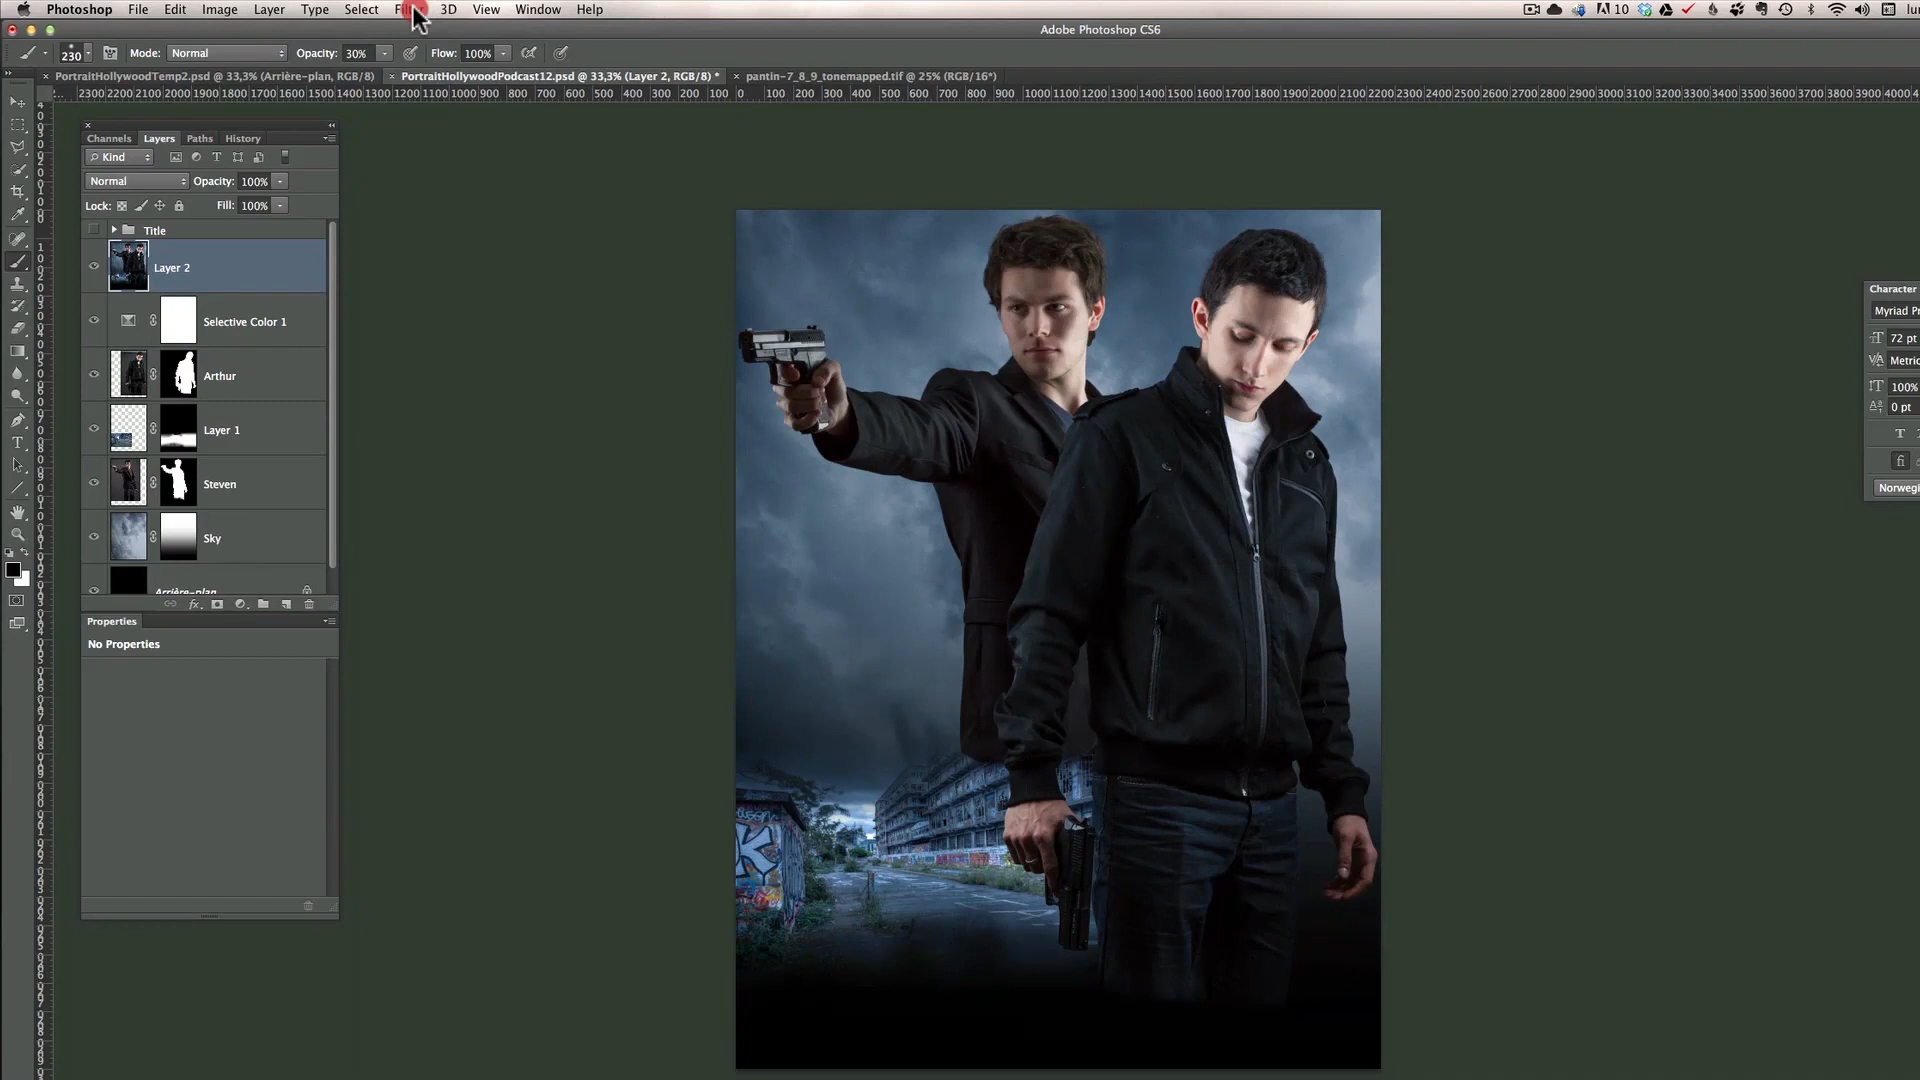 Photoshop File Edit Image Layer Type Select 3D View Window Help
10
Adobe Photoshop CS6
230 Mode: Normal Opacity: 30% Flow: 100%
PortraitHollywoodTemp2.psd @ 33,3% (Arrière-plan, RGB/8) PortraitHollywoodPodcast12.psd @ 33,3% (Layer 2, RGB/8) * pantin-7_8_9_tonemapped.tif @ 25% (RGB/16*)
2300 2200 2100 2000 1900 1800 1700 1600 1500 1400 1300 1200 1100 1000 900 800 700 600 500 400 300 200 100 0 100 200 300 400 500 600 700 800 900 1000 1100 1200 1300 1400 1500 1600 1700 1800 1900 2000 2100 2200 2300 2400 2500 2600 2700 2800 2900 3000 3100 3200 3300 3400 3500 3600 3700 3800 3900 4000
Channels Layers Paths History
Kind
Normal Opacity: 100%
Lock: Fill: 100%
Title
Layer 2
Selective Color 1
Arthur
Layer 1
Steven
Sky
Arrière-plan
fx
Properties
No Properties
Character
72 pt
100%
0 pt
T
fi